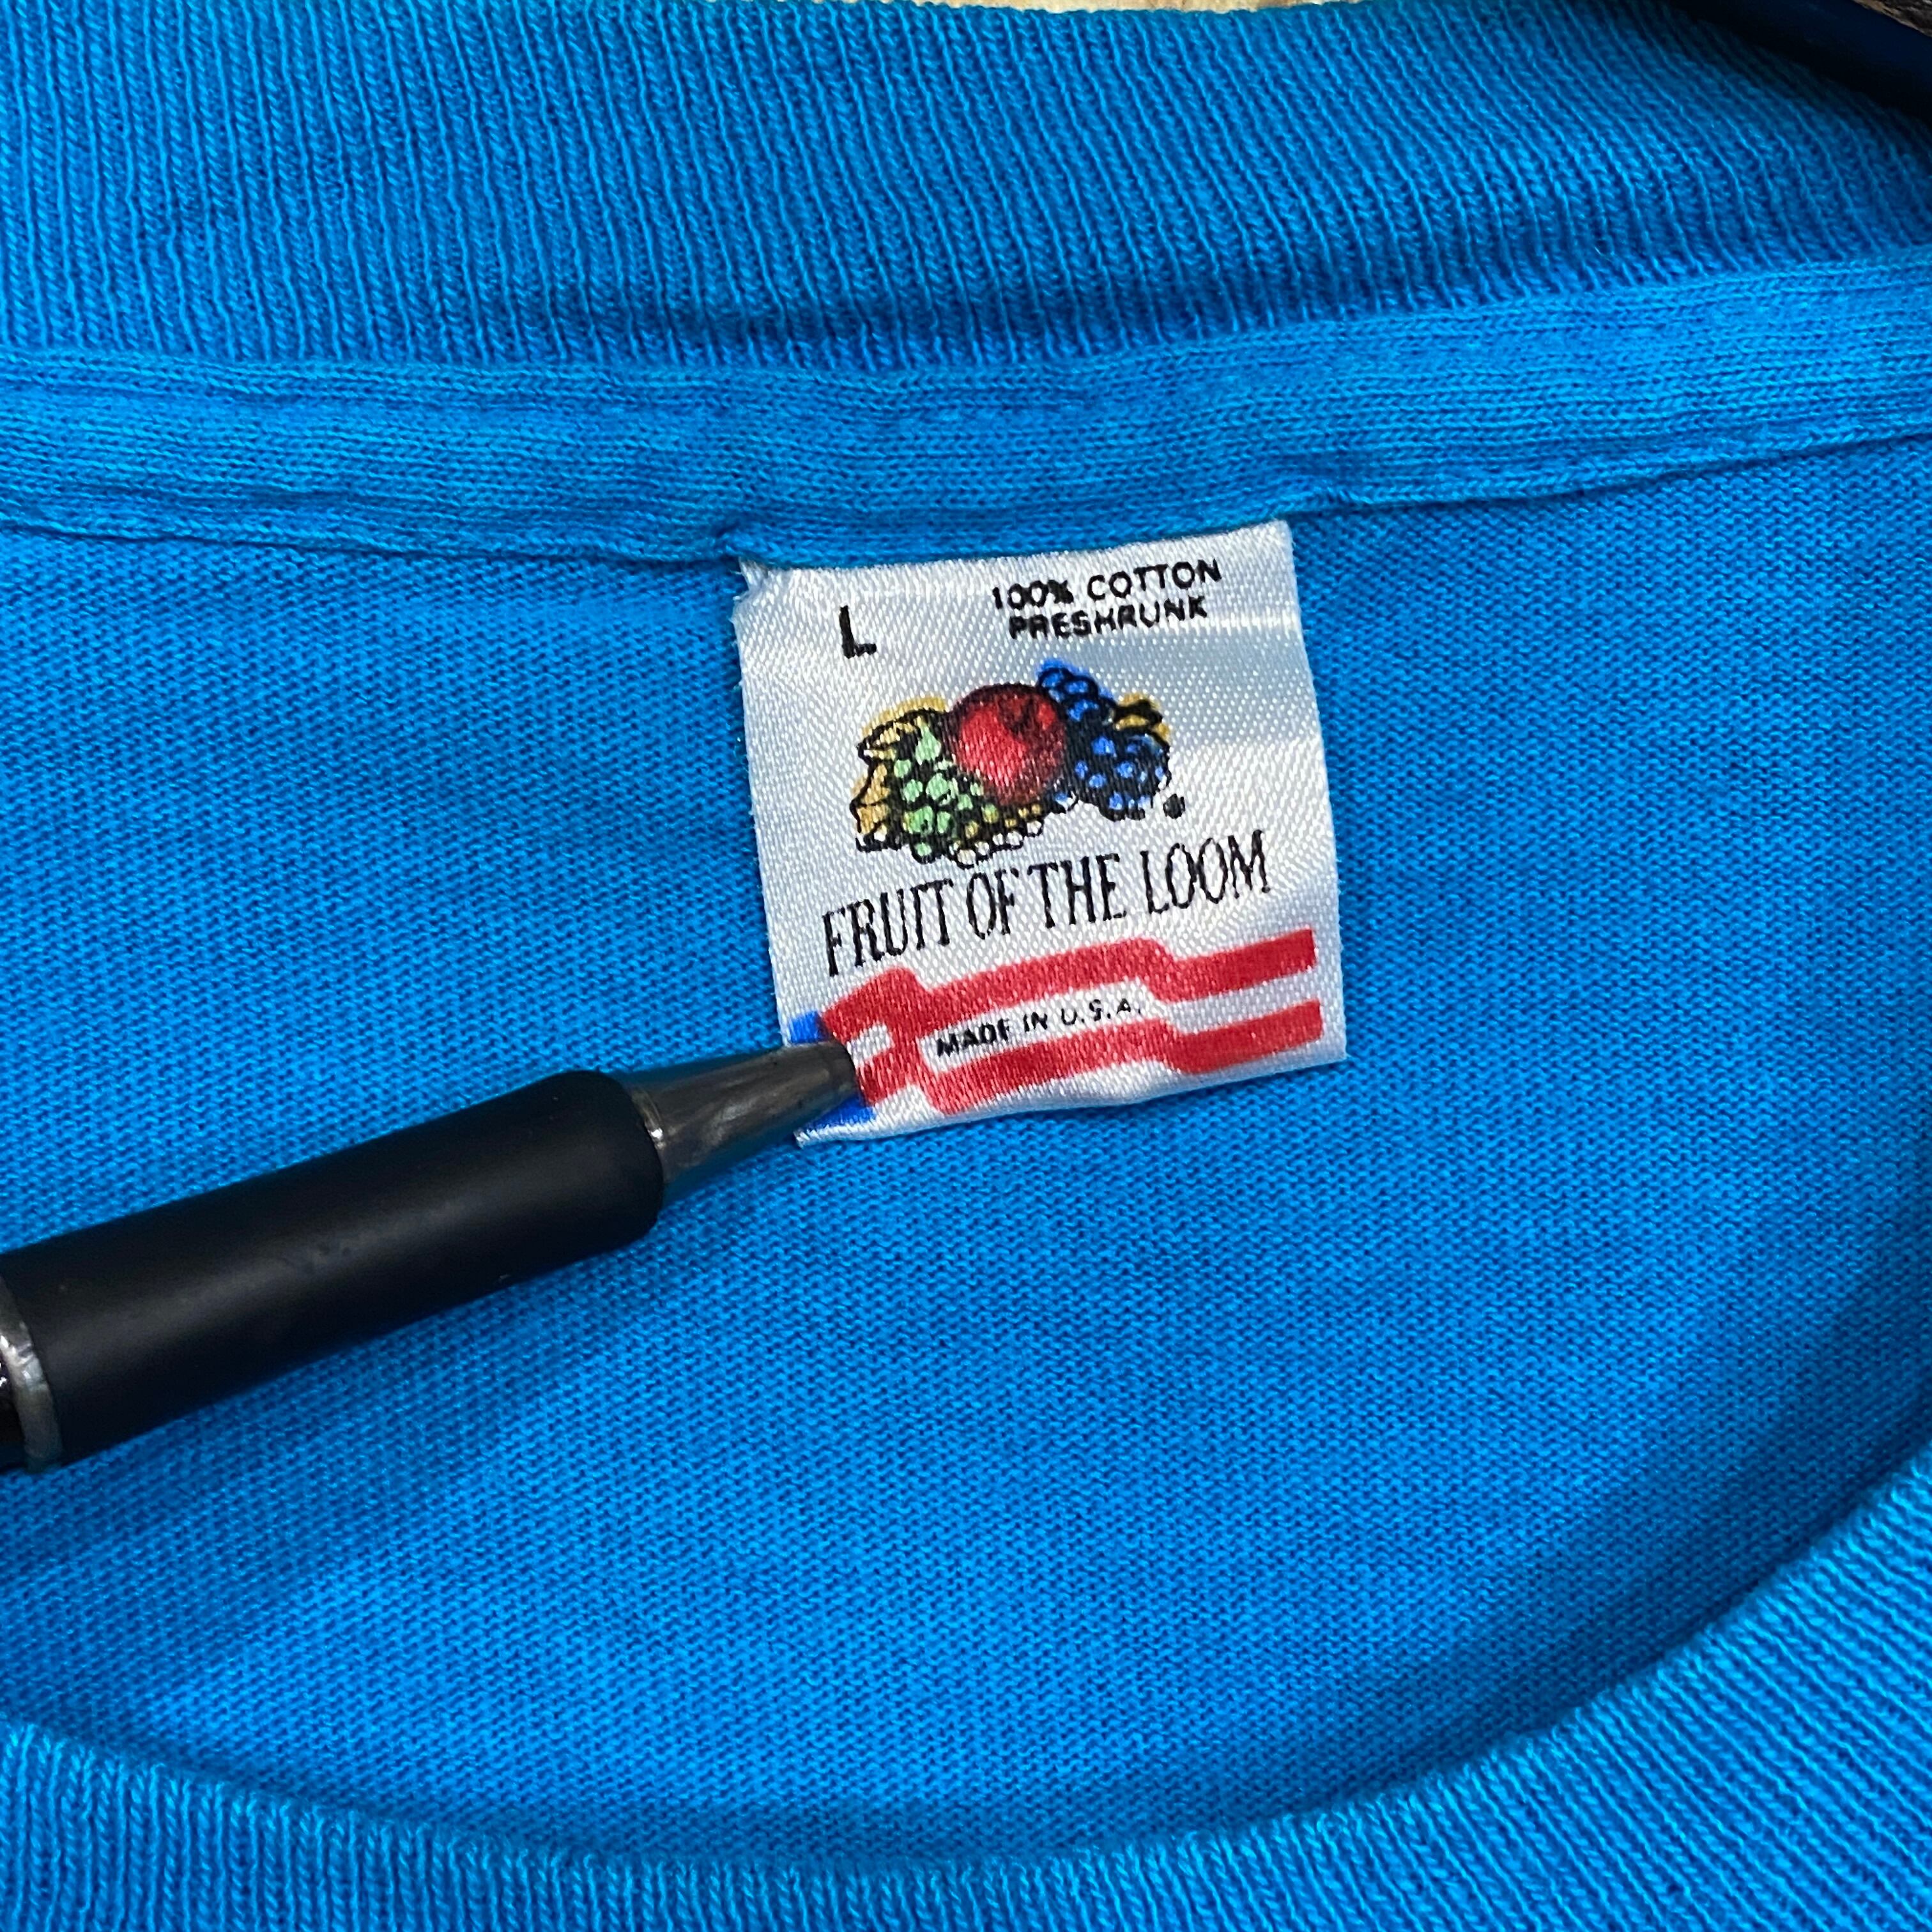 L
100% COTTON
PRESHRUNK
FRUIT OF THE LOOM
MADE IN U.S.A.